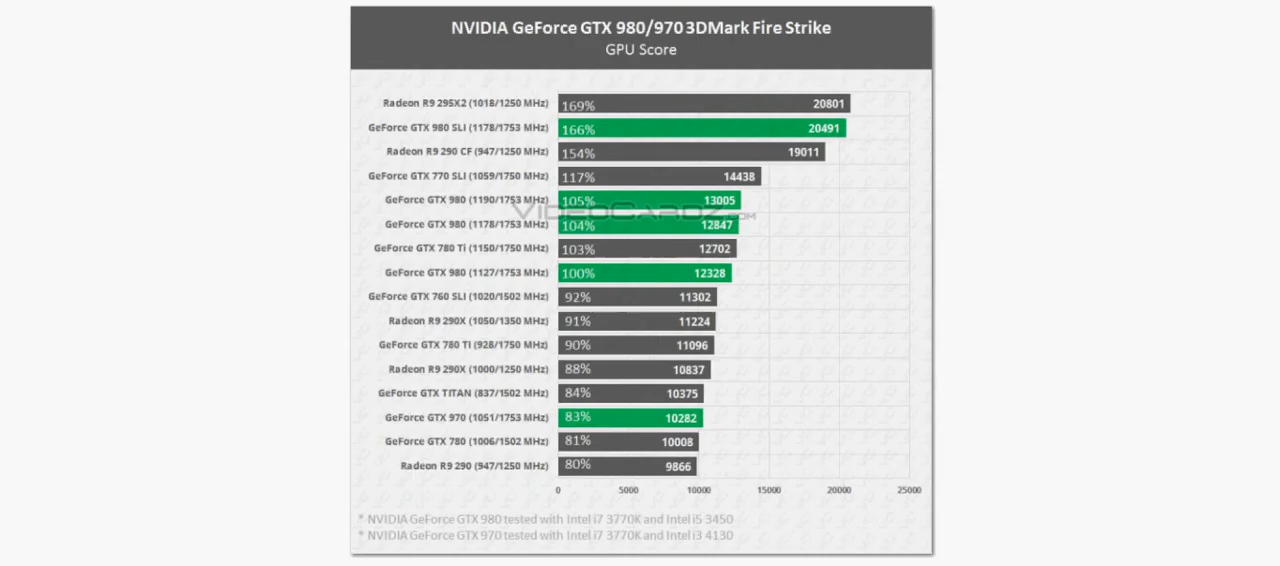 NVIDIA GeForce GTX 980/970 3DMark Fire Strike
GPU Score
Radeon R9 295X2 (1018/1250 MHz) 169% 20801
GeForce GTX 980 SLI (1178/1753 MHz) 166% 20491
Radeon R9 290 CF (947/1250 MHz) 154% 19011
GeForce GTX 770 SLI (1059/1750 MHz) 117% 14438
GeForce GTX 980 (1190/1753 MHz) 105% 13005
VIDEOCARDZ.COM
GeForce GTX 980 (1178/1753 MHz) 104% 12847
GeForce GTX 780 Ti (1150/1750 MHz) 103% 12702
GeForce GTX 980 (1127/1753 MHz) 100% 12328
GeForce GTX 760 SLI (1020/1502 MHz) 92% 11302
Radeon R9 290X (1050/1350 MHz) 91% 11224
GeForce GTX 780 TI (928/1750 MHz) 90% 11096
Radeon R9 290X (1000/1250 MHz) 88% 10837
GeForce GTX TITAN (837/1502 MHz) 84% 10375
GeForce GTX 970 (1051/1753 MHz) 83% 10282
GeForce GTX 780 (1006/1502 MHz) 81% 10008
Radeon R9 290 (947/1250 MHz) 80% 9866
0 5000 10000 15000 20000 25000
* NVIDIA GeForce GTX 980 tested with Intel i7 3770K and Intel i5 3450
* NVIDIA GeForce GTX 970 tested with Intel i7 3770K and Intel i3 4130